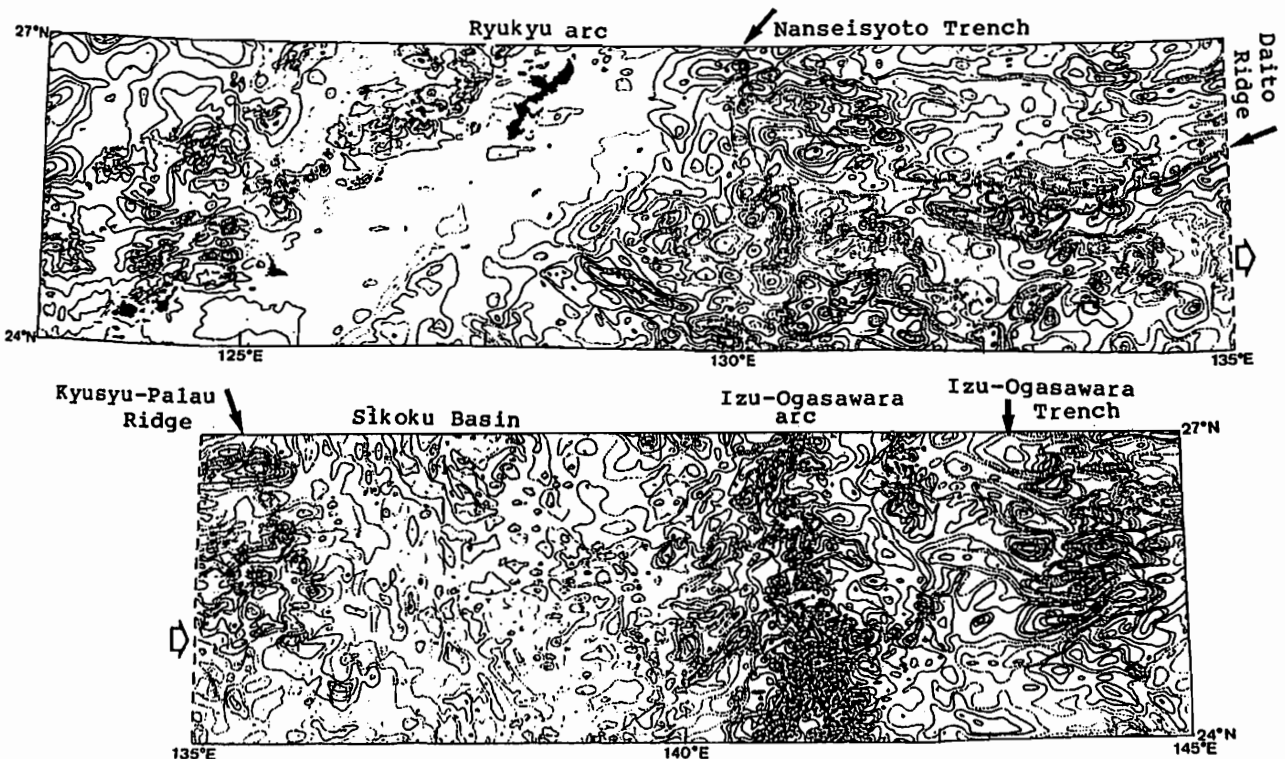 27°N
Ryukyu arc
Nanseisyoto Trench
Daito
Ridge
24°N
125°E
130°E
135°E
Kyusyu-Palau
Ridge
Sikoku Basin
Izu-Ogasawara
arc
Izu-Ogasawara
Trench
27°N
24°N
135°E
140°E
145°E